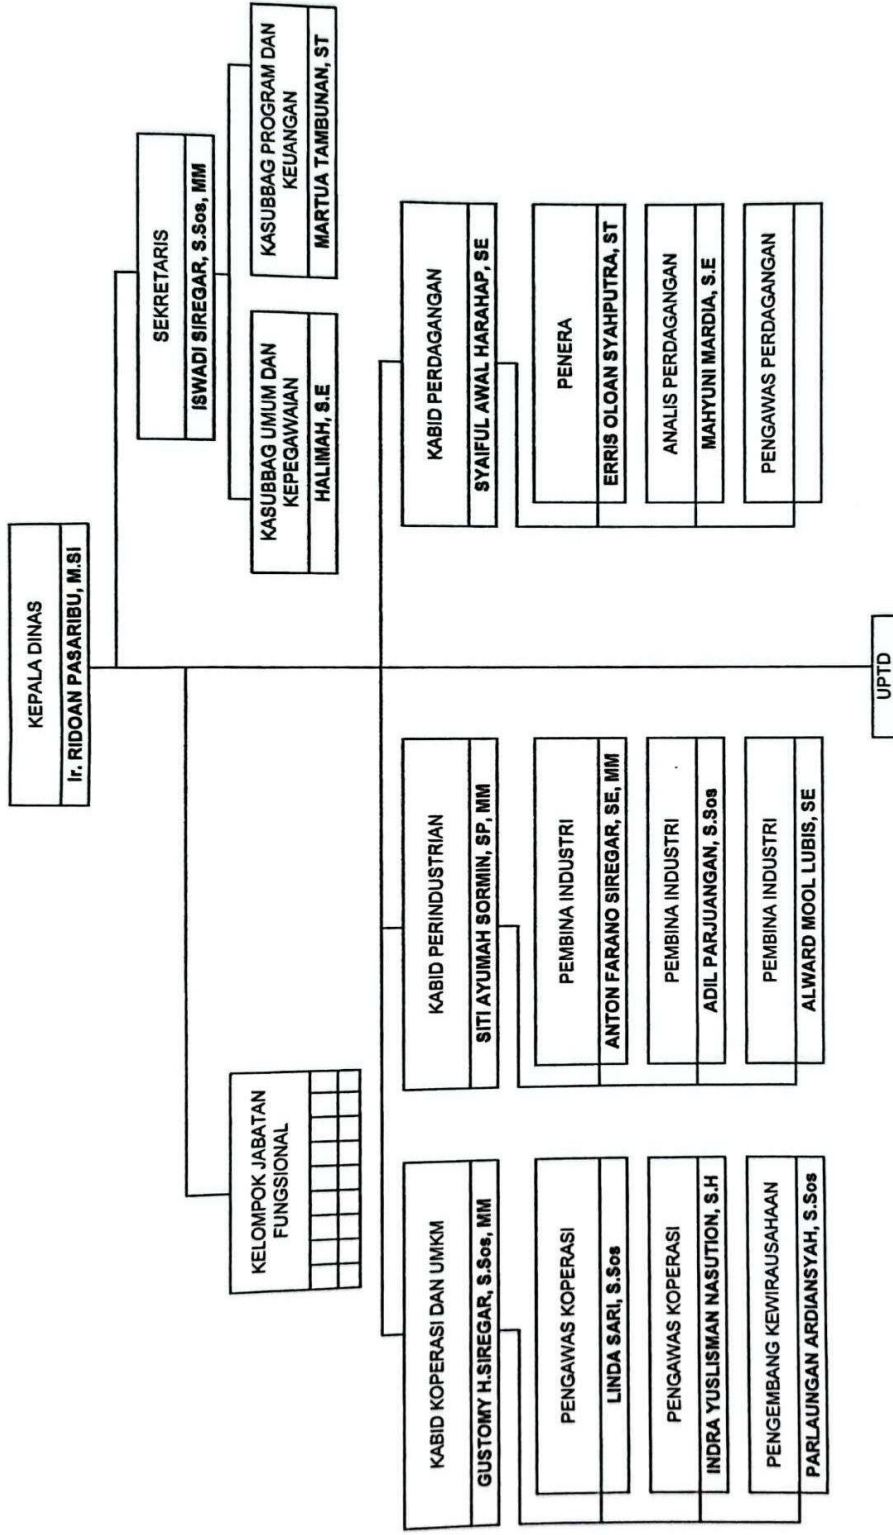 KEPALA DINAS
Ir. RIDOAN PASARIBU, M.SI
SEKRETARIS
ISWADI SIREGAR, S.Sos, MM
KELOMPOK JABATAN
FUNGSIONAL
KASUBBAG UMUM DAN
KEPEGAWAIAN
HALIMAH, S.E
KASUBBAG PROGRAM DAN
KEUANGAN
MARTUA TAMBUNAN, ST
KABID KOPERASI DAN UMKM
GUSTOMY H.SIREGAR, S.Sos, MM
PENGAWAS KOPERASI
LINDA SARI, S.Sos
PENGAWAS KOPERASI
INDRA YUSLISMAN NASUTION, S.H
PENGEMBANG KEWIRAUSAHAAN
PARLAUNGAN ARDIANSYAH, S.Sos
KABID PERINDUSTRIAN
SITI AYUMAH SORMIN, SP, MM
PEMBINA INDUSTRI
ANTON FARANO SIREGAR, SE, MM
PEMBINA INDUSTRI
ADIL PARJUANGAN, S.Sos
PEMBINA INDUSTRI
ALWARD MOOL LUBIS, SE
KABID PERDAGANGAN
SYAIFUL AWAL HARAHAP, SE
PENERA
ERRIS OLOAN SYAHPUTRA, ST
ANALIS PERDAGANGAN
MAHYUNI MARDIA, S.E
PENGAWAS PERDAGANGAN
UPTD